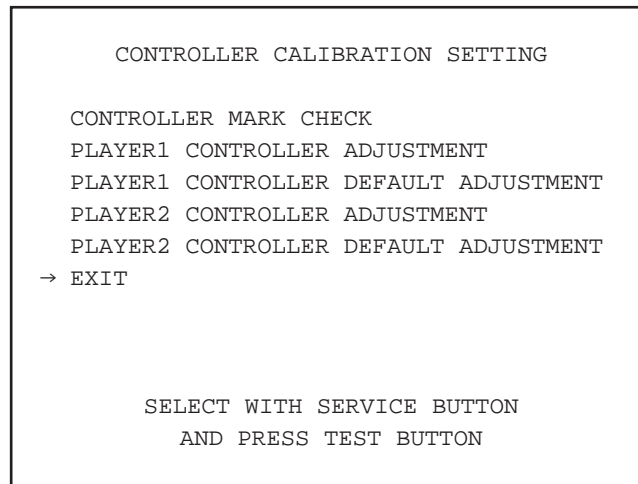 CONTROLLER CALIBRATION SETTING
CONTROLLER MARK CHECK
PLAYER1 CONTROLLER ADJUSTMENT
PLAYER1 CONTROLLER DEFAULT ADJUSTMENT
PLAYER2 CONTROLLER ADJUSTMENT
PLAYER2 CONTROLLER DEFAULT ADJUSTMENT
→ EXIT
SELECT WITH SERVICE BUTTON
AND PRESS TEST BUTTON